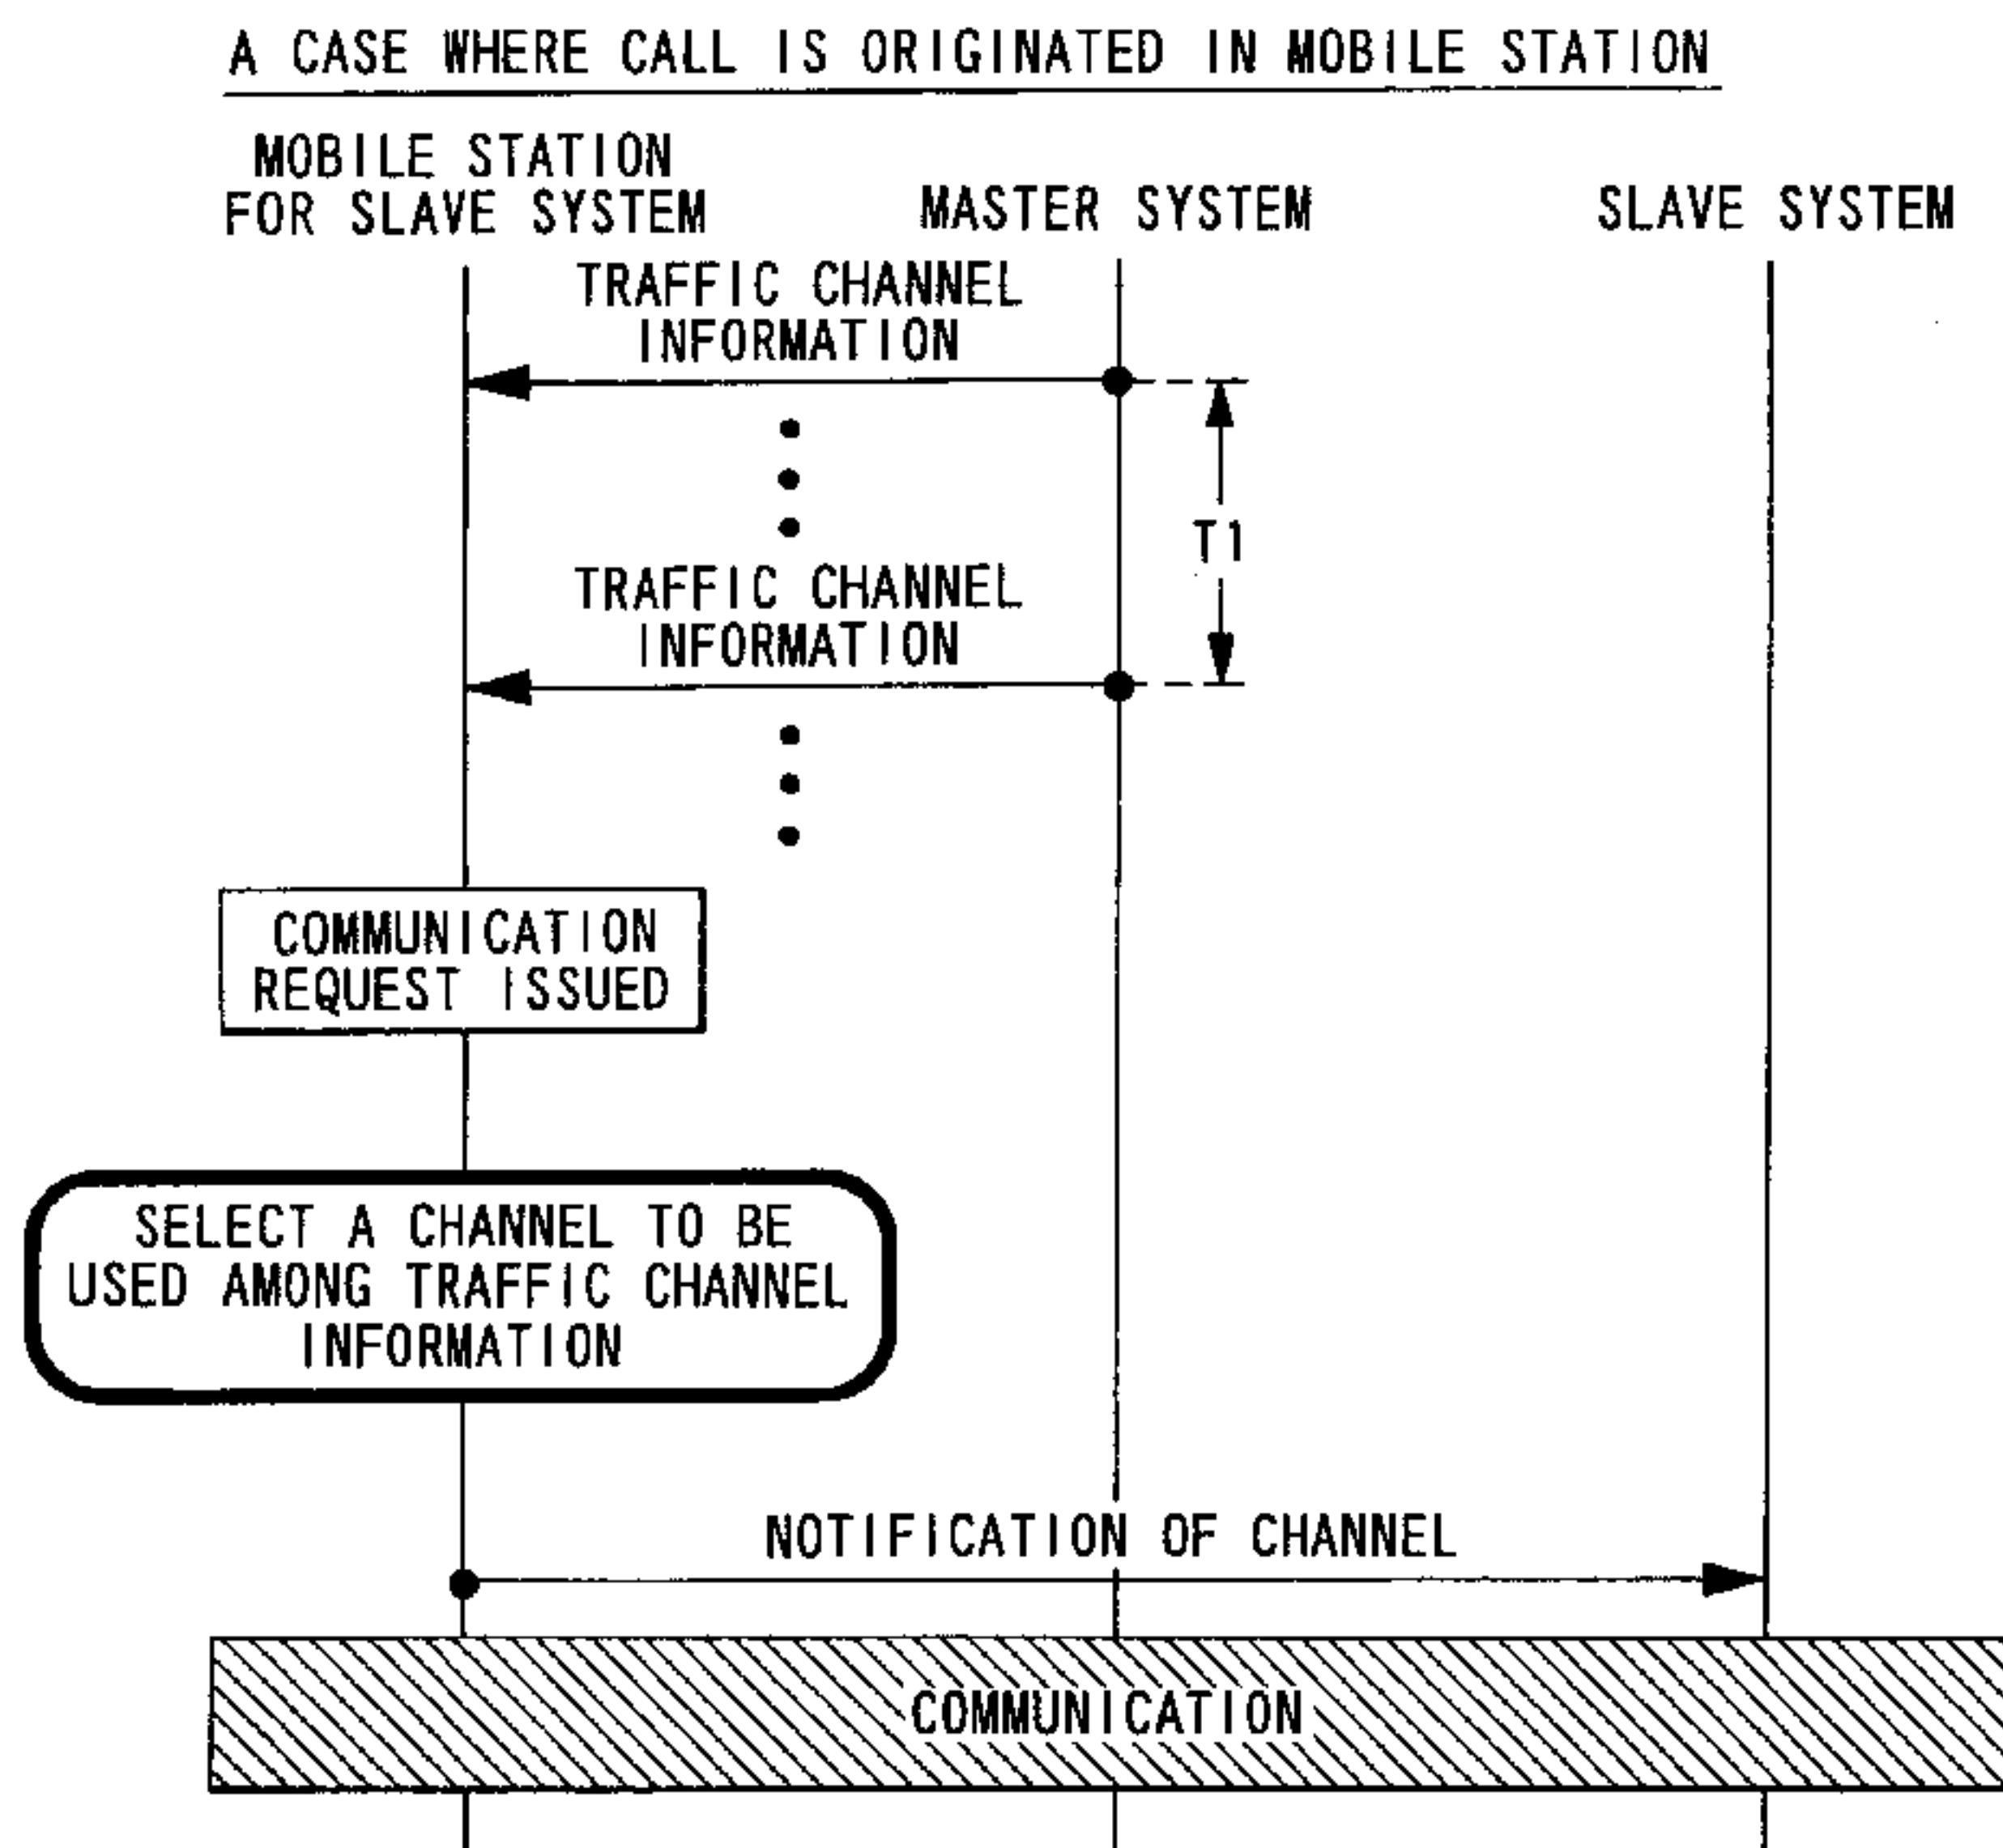 A CASE WHERE CALL IS ORIGINATED IN MOBILE STATION
MOBILE STATION
FOR SLAVE SYSTEM
MASTER SYSTEM
SLAVE SYSTEM
TRAFFIC CHANNEL
INFORMATION
T1
TRAFFIC CHANNEL
INFORMATION
COMMUNICATION
REQUEST ISSUED
SELECT A CHANNEL TO BE
USED AMONG TRAFFIC CHANNEL
INFORMATION
NOTIFICATION OF CHANNEL
COMMUNICATION